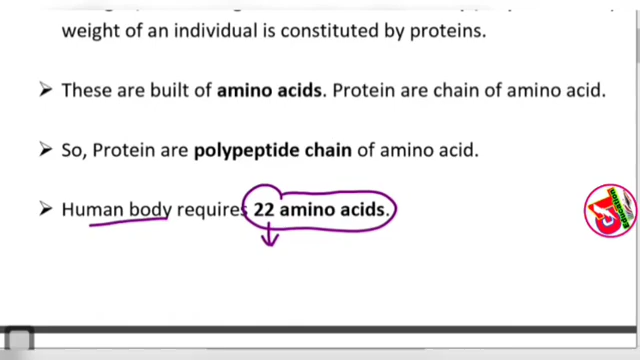 weight of an individual is constituted by proteins.
➤ These are built of amino acids. Protein are chain of amino acid.
➤ So, Protein are polypeptide chain of amino acid.
➤ Human body requires 22 amino acids.